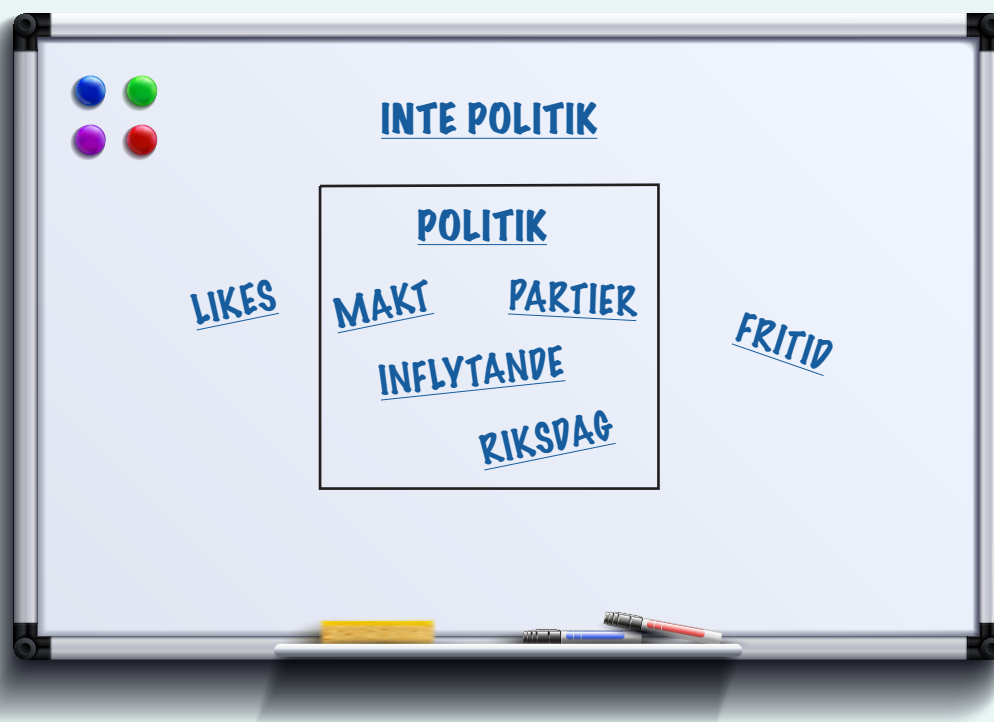 INTE POLITIK
POLITIK
LIKES
MAKT
PARTIER
INFLYTANDE
FRITID
RIKSDAG